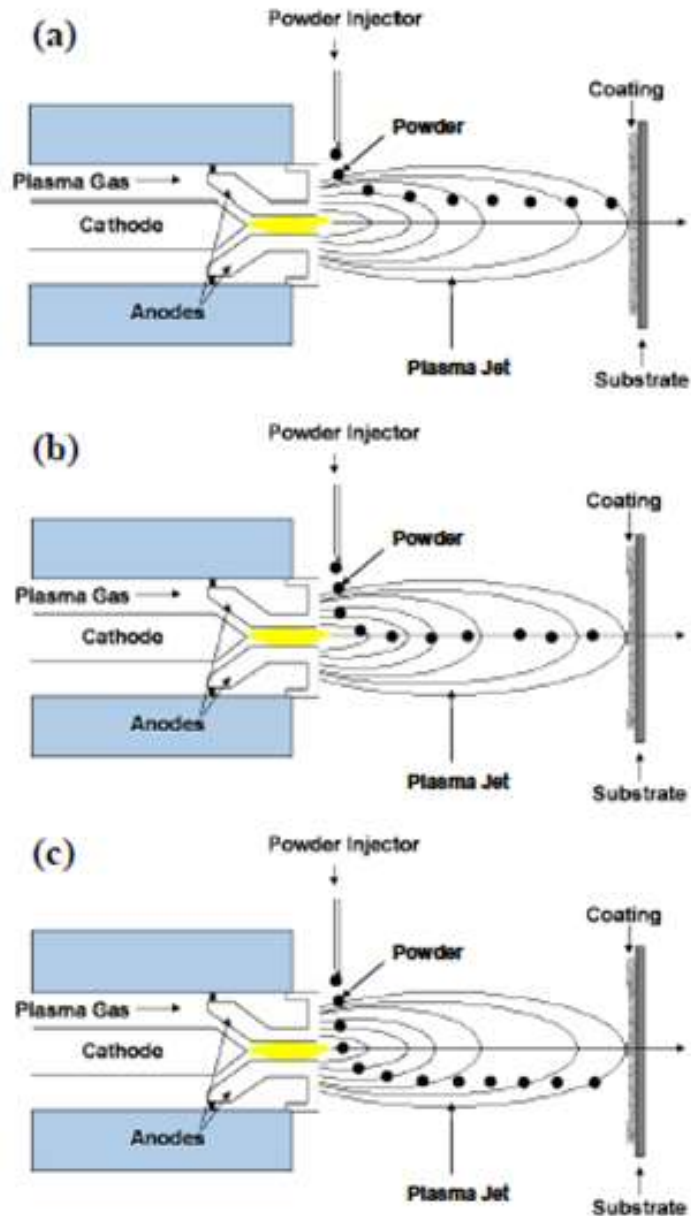 (a)
Powder Injector
Coating
Powder
Plasma Gas
Cathode
Anodes
Plasma Jet
Substrate
(b)
Powder Injector
Coating
Powder
Plasma Gas
Cathode
Anodes
Plasma Jet
Substrate
(c)
Powder Injector
Coating
Powder
Plasma Gas
Cathode
Anodes
Plasma Jet
Substrate